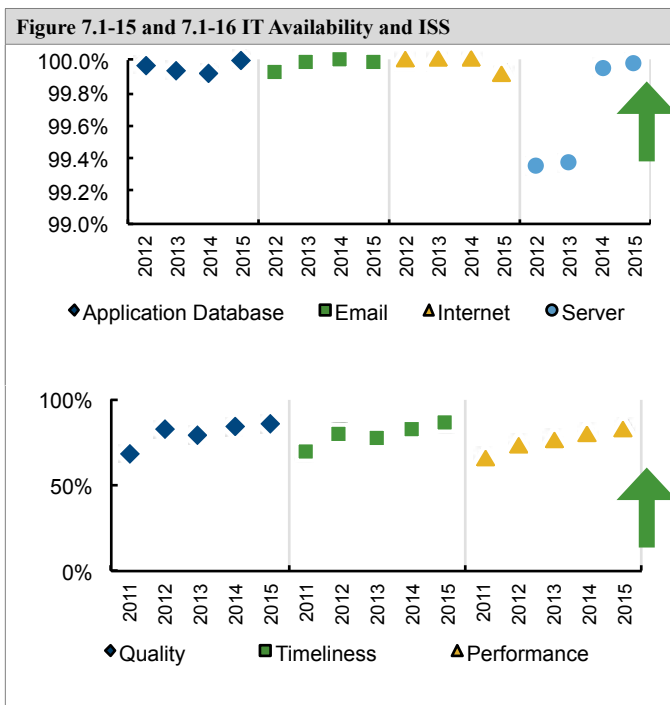 Figure 7.1-15 and 7.1-16 IT Availability and ISS
100.0%
99.8%
99.6%
99.4%
99.2%
99.0%
2012 2013 2014 2015 2012 2013 2014 2015 2012 2013 2014 2015 2012 2013 2014 2015
Application Database Email Internet Server
100%
50%
0%
2011 2012 2013 2014 2015 2011 2012 2013 2014 2015 2011 2012 2013 2014 2015
Quality Timeliness Performance